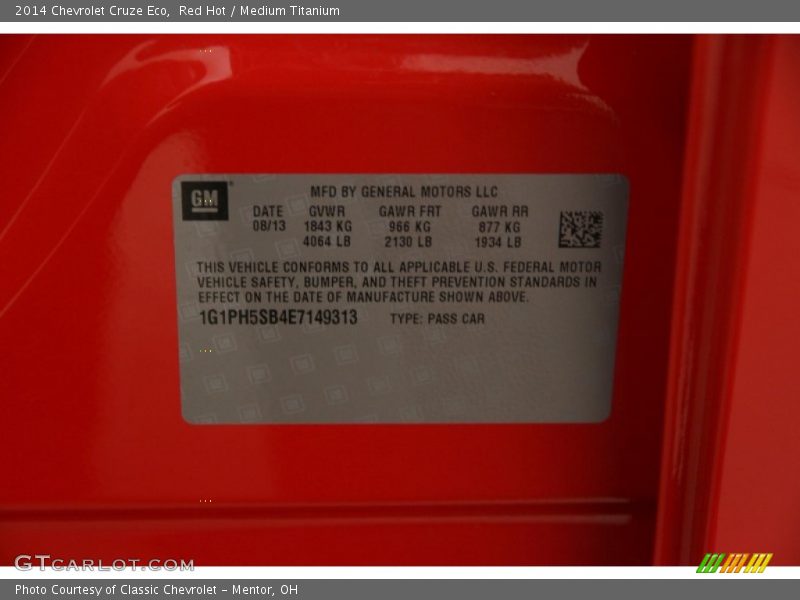 2014 Chevrolet Cruze Eco,  Red Hot / Medium Titanium
GM
MFD BY GENERAL MOTORS LLC
DATE GVWR GAWR FRT GAWR RR
08/13 1843 KG 966 KG 877 KG
4064 LB 2130 LB 1934 LB
THIS VEHICLE CONFORMS TO ALL APPLICABLE U.S. FEDERAL MOTOR
VEHICLE SAFETY, BUMPER, AND THEFT PREVENTION STANDARDS IN
EFFECT ON THE DATE OF MANUFACTURE SHOWN ABOVE.
1G1PH5SB4E7149313 TYPE: PASS CAR
GTCARLOT.COM
Photo Courtesy of Classic Chevrolet - Mentor, OH